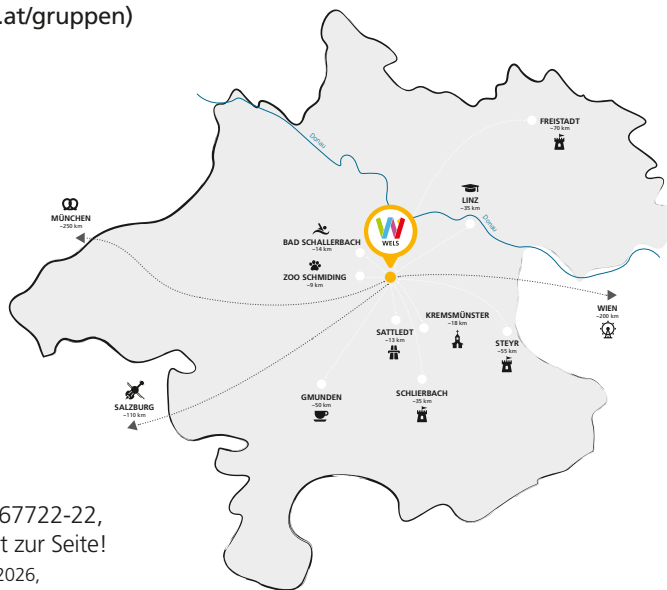 .at/gruppen)
Donau
FREISTADT
~70 km
LINZ
~35 km
Donau
MÜNCHEN
~250 km
WELS
BAD SCHALLERBACH
~14 km
ZOO SCHMIDING
~9 km
WIEN
~200 km
KREMSMÜNSTER
~18 km
SATTLEDT
~13 km
STEYR
~55 km
SALZBURG
~110 km
GMUNDEN
~50 km
SCHLIERBACH
~35 km
67722-22,
t zur Seite!
2026,